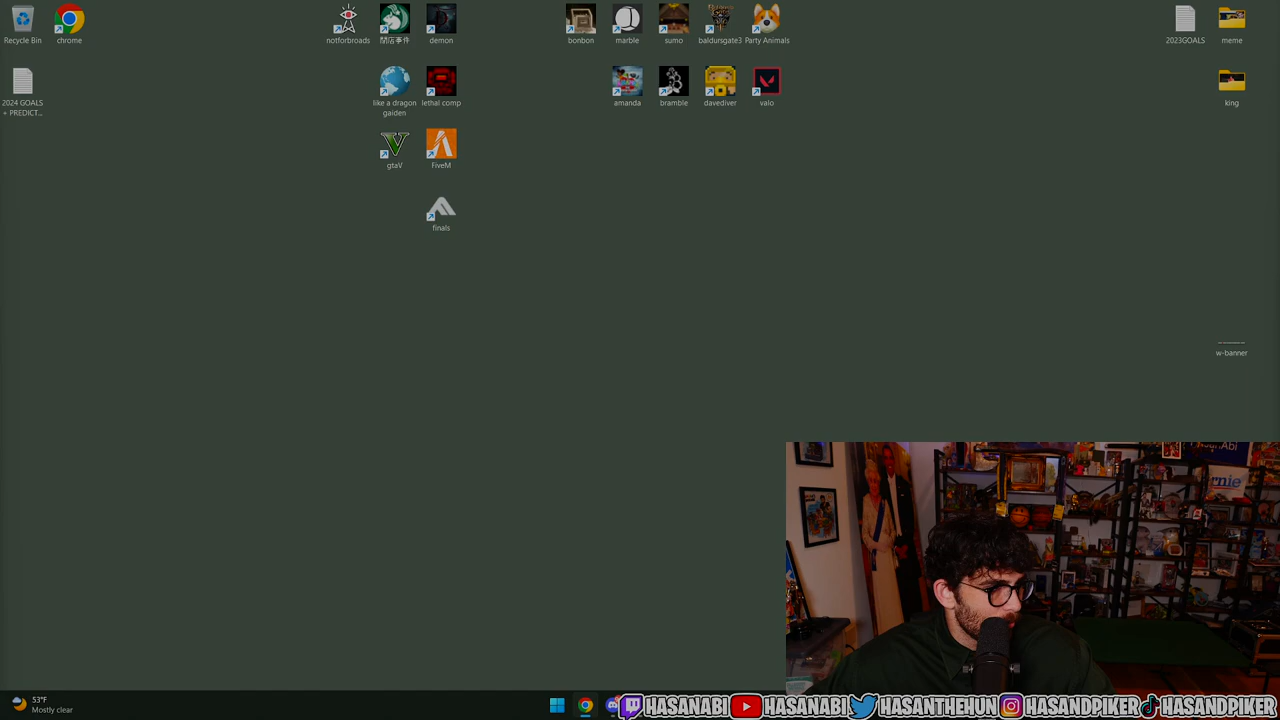 Recycle Bin
chrome
notforbroads
閉店事件
demon
bonbon
marble
sumo
baldursgate3
Party Animals
2023GOALS
meme
2024 GOALS
+ PREDICT...
like a dragon
gaiden
lethal comp
amanda
bramble
davediver
valo
king
gtaV
FiveM
finals
w-banner
53°F
Mostly clear
HASANABI
HASANABI
HASANTHEHUN
HASANDPIKER
HASANDPIKER